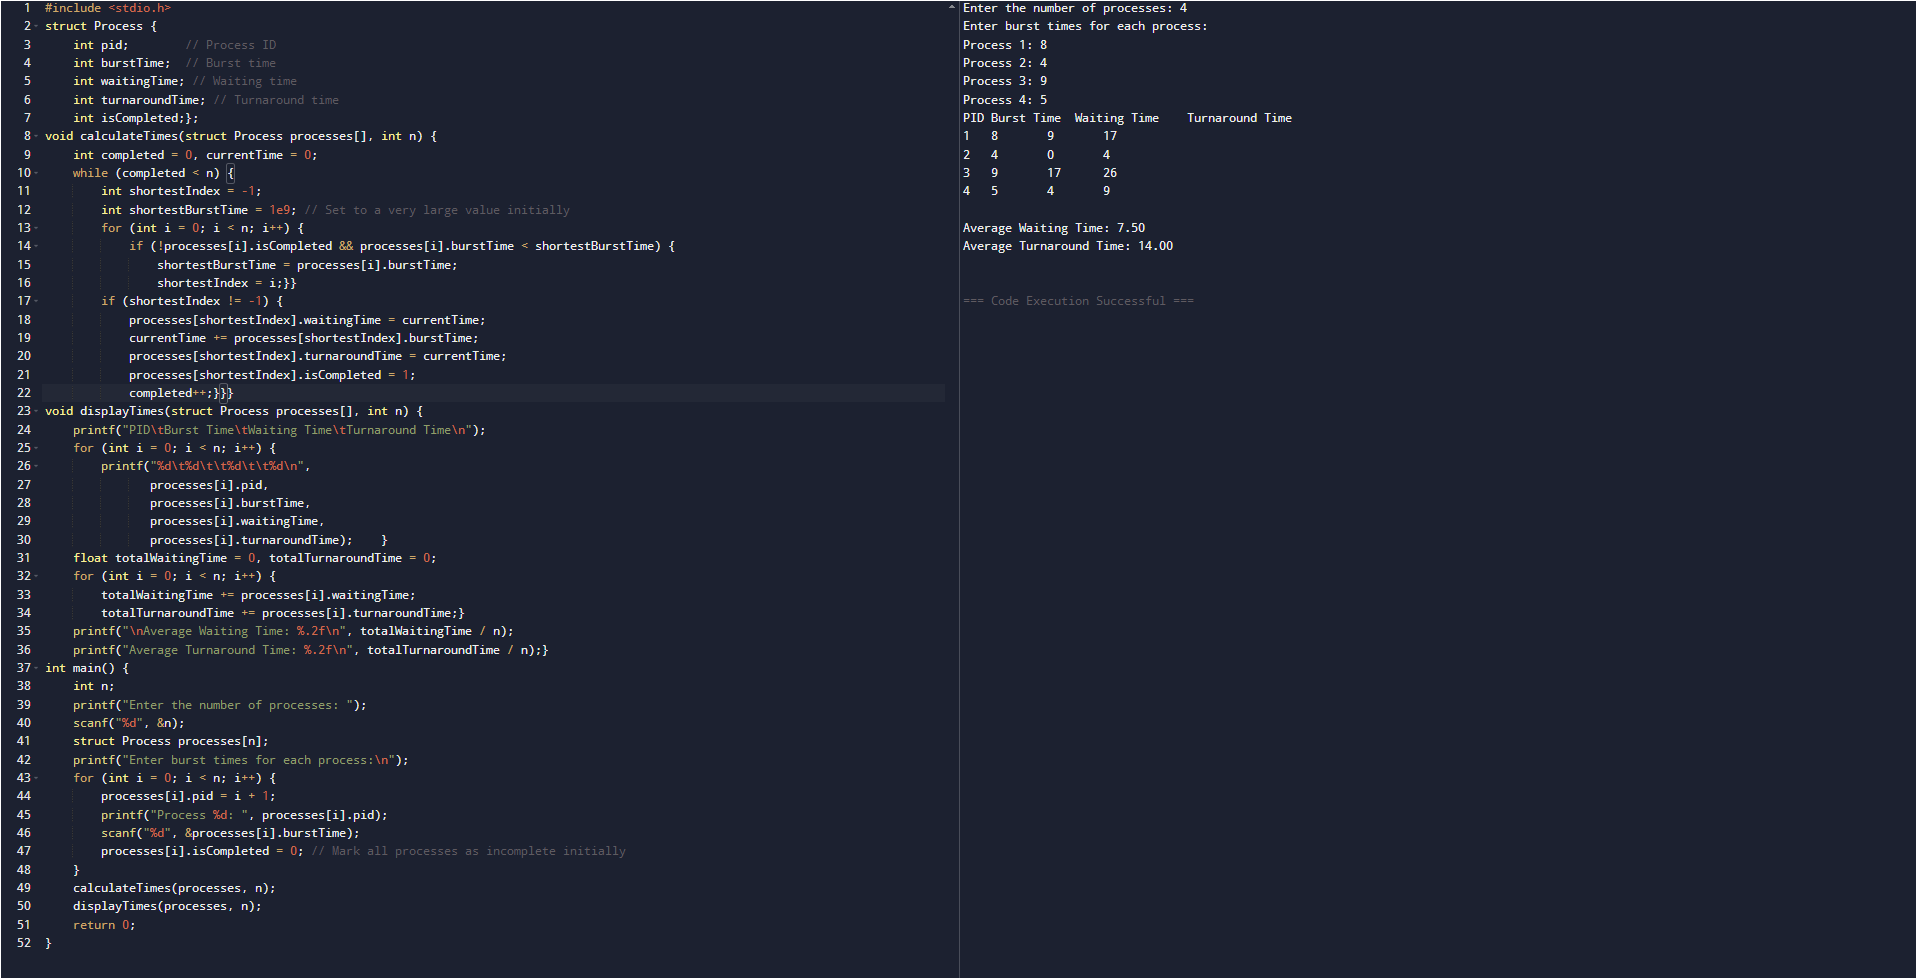 1 #include <stdio.h>
2 struct Process {
3     int pid;        // Process ID
4     int burstTime;  // Burst time
5     int waitingTime; // Waiting time
6     int turnaroundTime; // Turnaround time
7     int isCompleted;};
8 void calculateTimes(struct Process processes[], int n) {
9     int completed = 0, currentTime = 0;
10     while (completed < n) {
11         int shortestIndex = -1;
12         int shortestBurstTime = 1e9; // Set to a very large value initially
13         for (int i = 0; i < n; i++) {
14             if (!processes[i].isCompleted && processes[i].burstTime < shortestBurstTime) {
15                 shortestBurstTime = processes[i].burstTime;
16                 shortestIndex = i;}}
17         if (shortestIndex != -1) {
18             processes[shortestIndex].waitingTime = currentTime;
19             currentTime += processes[shortestIndex].burstTime;
20             processes[shortestIndex].turnaroundTime = currentTime;
21             processes[shortestIndex].isCompleted = 1;
22             completed++;}}}
23 void displayTimes(struct Process processes[], int n) {
24     printf("PID\tBurst Time\tWaiting Time\tTurnaround Time\n");
25     for (int i = 0; i < n; i++) {
26         printf("%d\t%d\t\t%d\t\t%d\n",
27                processes[i].pid,
28                processes[i].burstTime,
29                processes[i].waitingTime,
30                processes[i].turnaroundTime);    }
31     float totalWaitingTime = 0, totalTurnaroundTime = 0;
32     for (int i = 0; i < n; i++) {
33         totalWaitingTime += processes[i].waitingTime;
34         totalTurnaroundTime += processes[i].turnaroundTime;}
35     printf("\nAverage Waiting Time: %.2f\n", totalWaitingTime / n);
36     printf("Average Turnaround Time: %.2f\n", totalTurnaroundTime / n);}
37 int main() {
38     int n;
39     printf("Enter the number of processes: ");
40     scanf("%d", &n);
41     struct Process processes[n];
42     printf("Enter burst times for each process:\n");
43     for (int i = 0; i < n; i++) {
44         processes[i].pid = i + 1;
45         printf("Process %d: ", processes[i].pid);
46         scanf("%d", &processes[i].burstTime);
47         processes[i].isCompleted = 0; // Mark all processes as incomplete initially
48     }
49     calculateTimes(processes, n);
50     displayTimes(processes, n);
51     return 0;
52 }
Enter the number of processes: 4
Enter burst times for each process:
Process 1: 8
Process 2: 4
Process 3: 9
Process 4: 5
PID Burst Time  Waiting Time    Turnaround Time
1   8       9       17
2   4       0       4
3   9       17      26
4   5       4       9
Average Waiting Time: 7.50
Average Turnaround Time: 14.00
=== Code Execution Successful ===